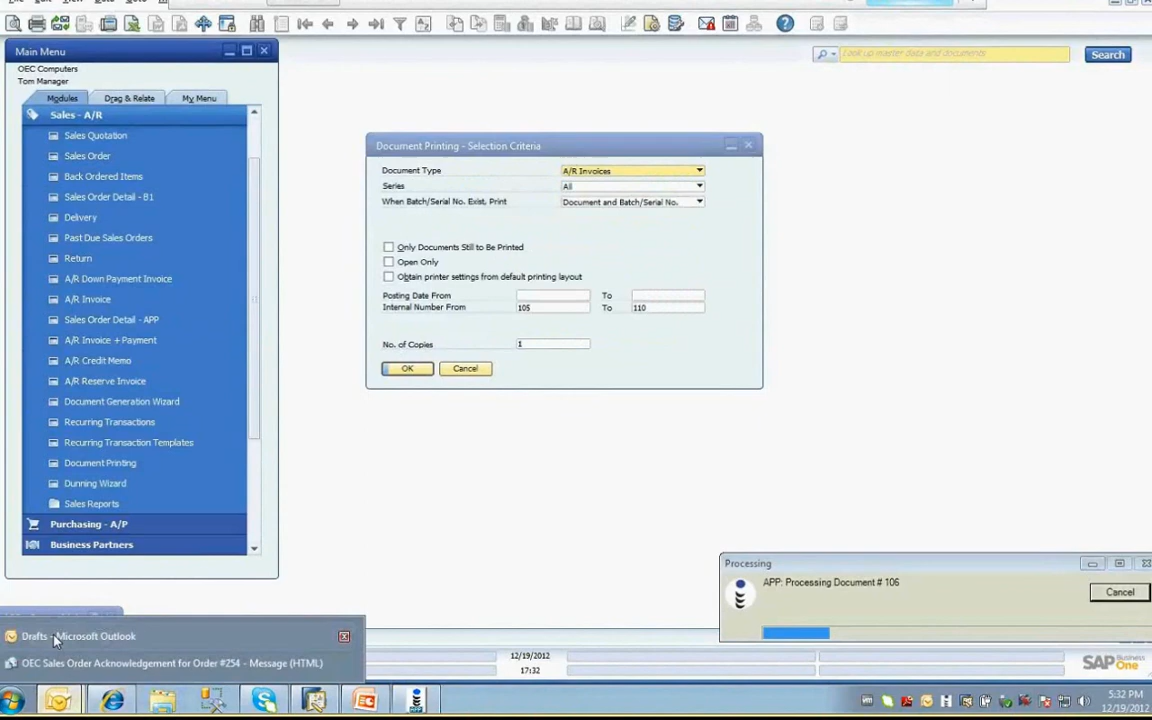 Main Menu
OEC Computers
Tom Manager
Modules
Drag & Relate
My Menu
Sales - A/R
Sales Quotation
Sales Order
Back Ordered Items
Sales Order Detail - B1
Delivery
Past Due Sales Orders
Return
A/R Down Payment Invoice
A/R Invoice
Sales Order Detail - APP
A/R Invoice + Payment
A/R Credit Memo
A/R Reserve Invoice
Document Generation Wizard
Recurring Transactions
Recurring Transaction Templates
Document Printing
Dunning Wizard
Sales Reports
Purchasing - A/P
Business Partners
Look up master data and documents
Search
Document Printing - Selection Criteria
Document Type
A/R Invoices
Series
All
When Batch/Serial No. Exist, Print
Document and Batch/Serial No.
Only Documents Still to Be Printed
Open Only
Obtain printer settings from default printing layout
Posting Date From
To
Internal Number From
105
To
110
No. of Copies
1
OK
Cancel
Processing
APP: Processing Document # 106
Cancel
Drafts - Microsoft Outlook
OEC Sales Order Acknowledgement for Order #254 - Message (HTML)
12/19/2012
17:32
SAP Business One
5:32 PM
12/19/2012